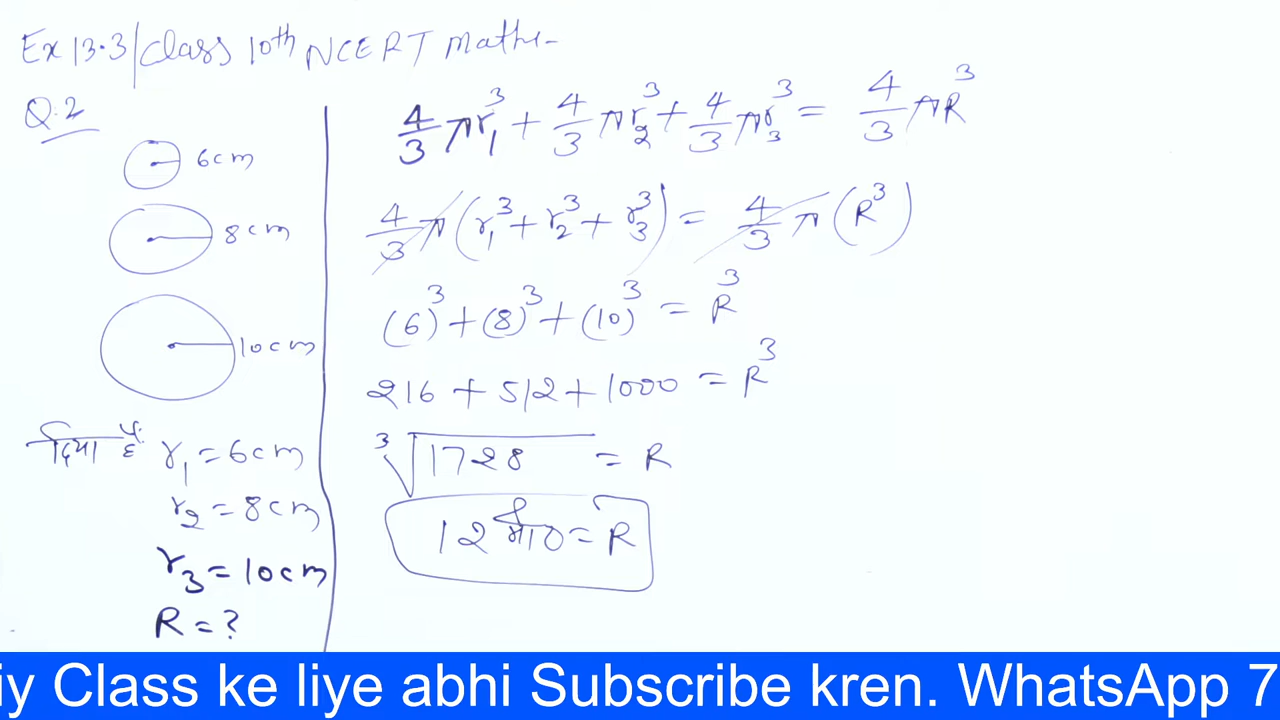 Ex 13.3/Class 10th NCERT Maths
Q.2
6cm
8cm
10cm
दिया है r₁ = 6cm
r₂ = 8cm
r₃ = 10cm
R = ?
4/3 πr₁³ + 4/3 πr₂³ + 4/3 πr₃³ = 4/3 πR³
4/3 π(r₁³ + r₂³ + r₃³) = 4/3 π(R³)
(6)³ + (8)³ + (10)³ = R³
216 + 512 + 1000 = R³
∛1728 = R
12 = R
iy Class ke liye abhi Subscribe kren. WhatsApp 7